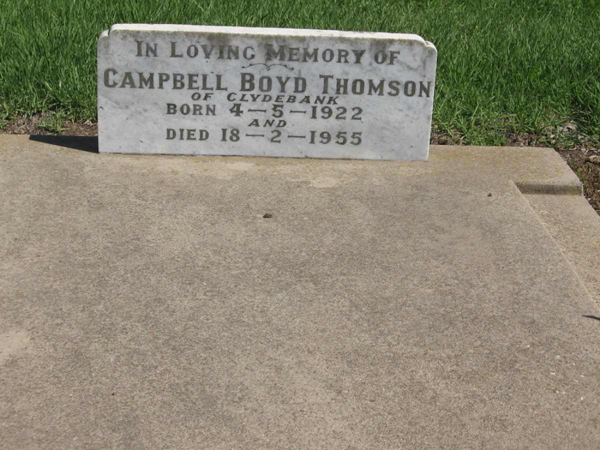 IN LOVING MEMORY OF
CAMPBELL BOYD THOMSON
OF CLYDEBANK
BORN 4-5-1922
AND
DIED 18-2-1955